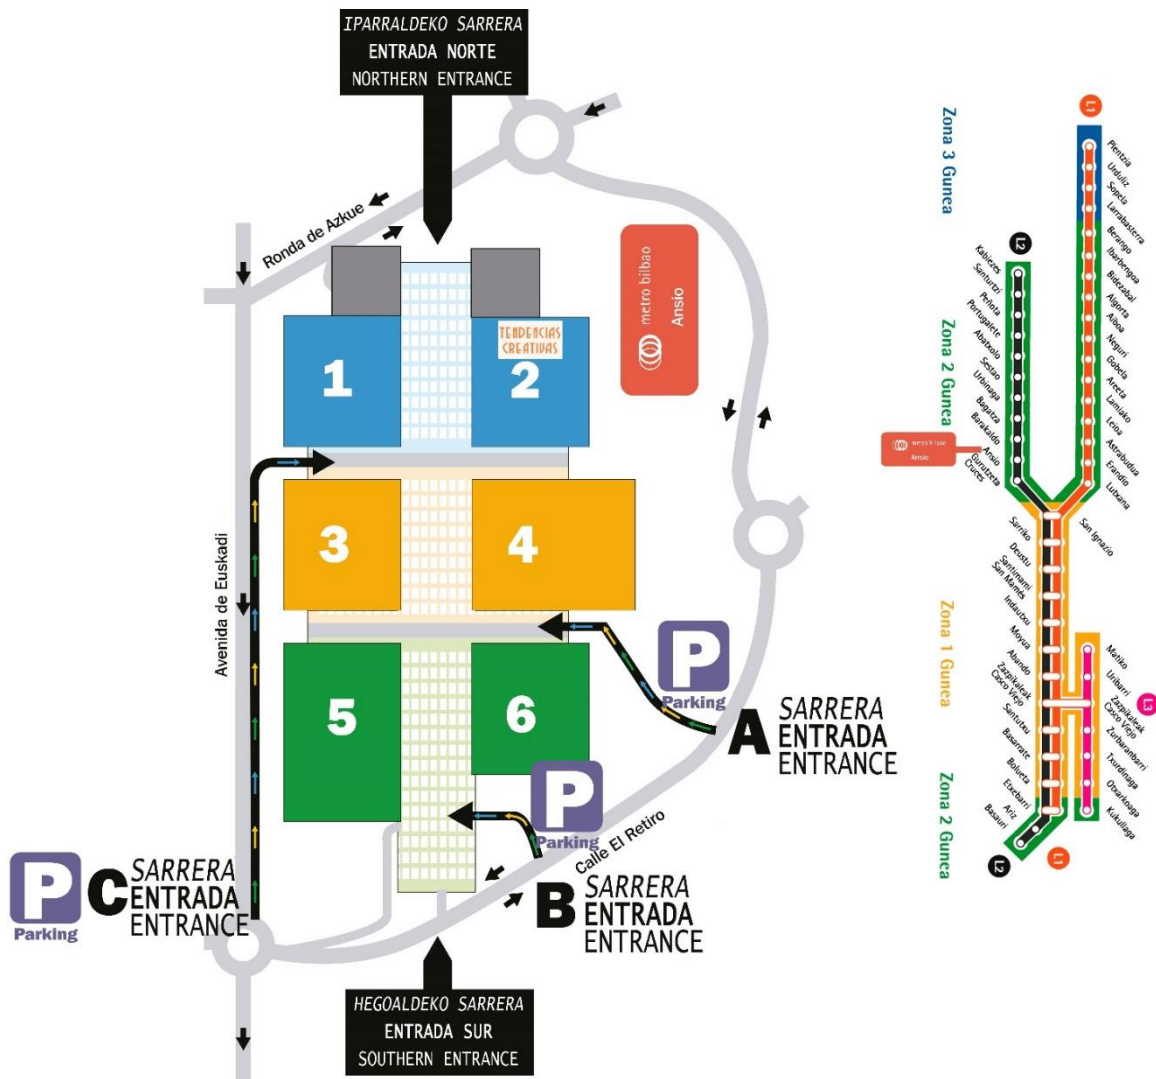 IPARRALDEKO SARRERA
ENTRADA NORTE
NORTHERN ENTRANCE
Ronda de Azkue
metro bilbao
Ansio
TENDENCIAS
CREATIVAS
1
2
3
4
5
6
Avenida de Euskadi
P
Parking
A SARRERA
ENTRADA
ENTRANCE
P
Parking
Calle El Retiro
B SARRERA
ENTRADA
ENTRANCE
P
Parking
C SARRERA
ENTRADA
ENTRANCE
HEGOALDEKO SARRERA
ENTRADA SUR
SOUTHERN ENTRANCE
Zona 3 Gunea
Zona 2 Gunea
Zona 1 Gunea
Zona 2 Gunea
L1
Plentzia
Urduliz
Sopela
Larrabasterra
Berango
Ibarbengoa
Bidezabal
Algorta
Aiboa
Neguri
Gobela
Areeta
Lamiako
Leioa
Astrabudua
Erandio
Lutxana
San Ignazio
L2
Kabiezes
Santurtzi
Peñota
Portugalete
Abatxolo
Sestao
Urbinaga
Bagatza
Barakaldo
Ansio
Gurutzeta
Cruces
metro bilbao
Ansio
Sarriko
Deustu
Santimami
San Mamés
Indautxu
Moyua
Abando
Zazpikaleak
Casco Viejo
Santutxu
Basarrate
Bolueta
Etxebarri
Ariz
Basauri
L2
L1
Matiko
Uribarri
Zazpikaleak
Casco Viejo
Zurbaranbarri
Txurdinaga
Otxarkoaga
Kukullaga
L3